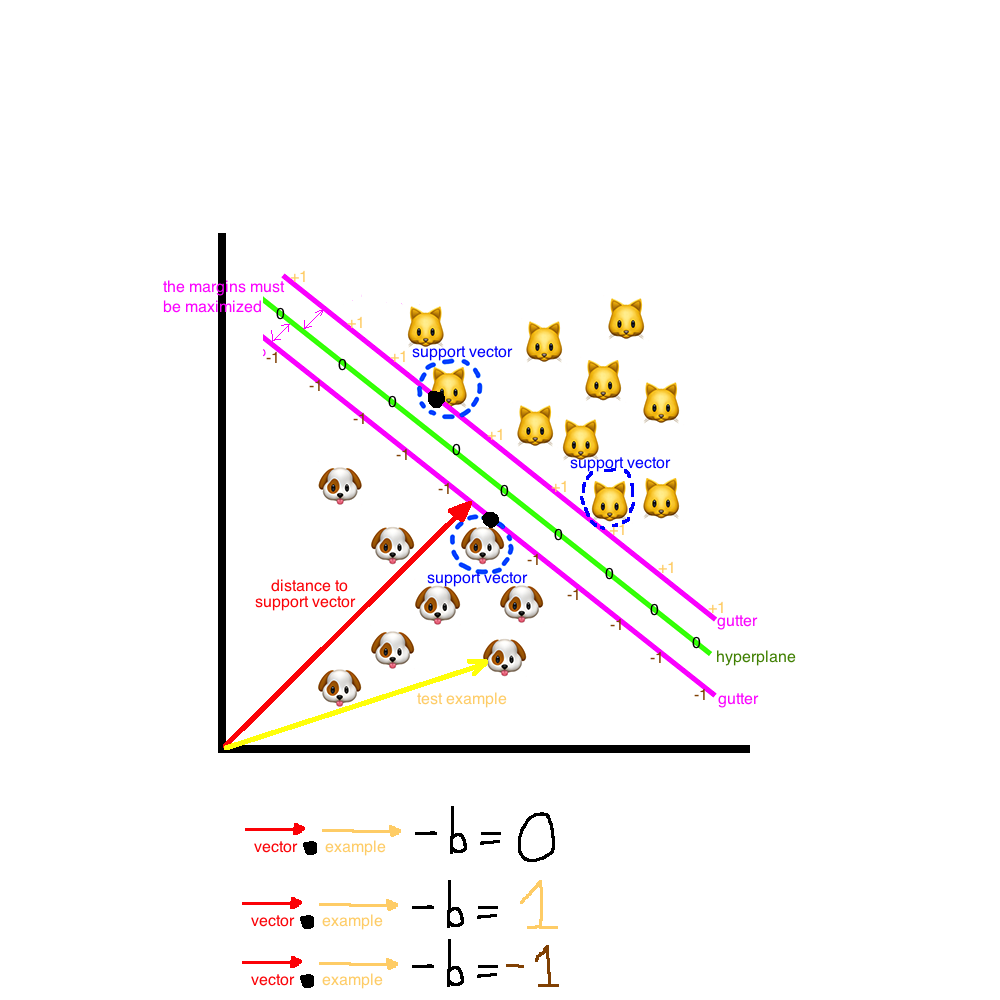 +1
the margins must
be maximized
0
+1
support vector
-1
0
+1
-1
0
+1
-1
0
support vector
-1
-1
0
+1
0
+1
-1
support vector
0
+1
distance to
support vector
-1
0
+1
-1
gutter
0
hyperplane
-1
test example
-1
gutter
vector example -b=0
vector example -b=1
vector example -b=-1